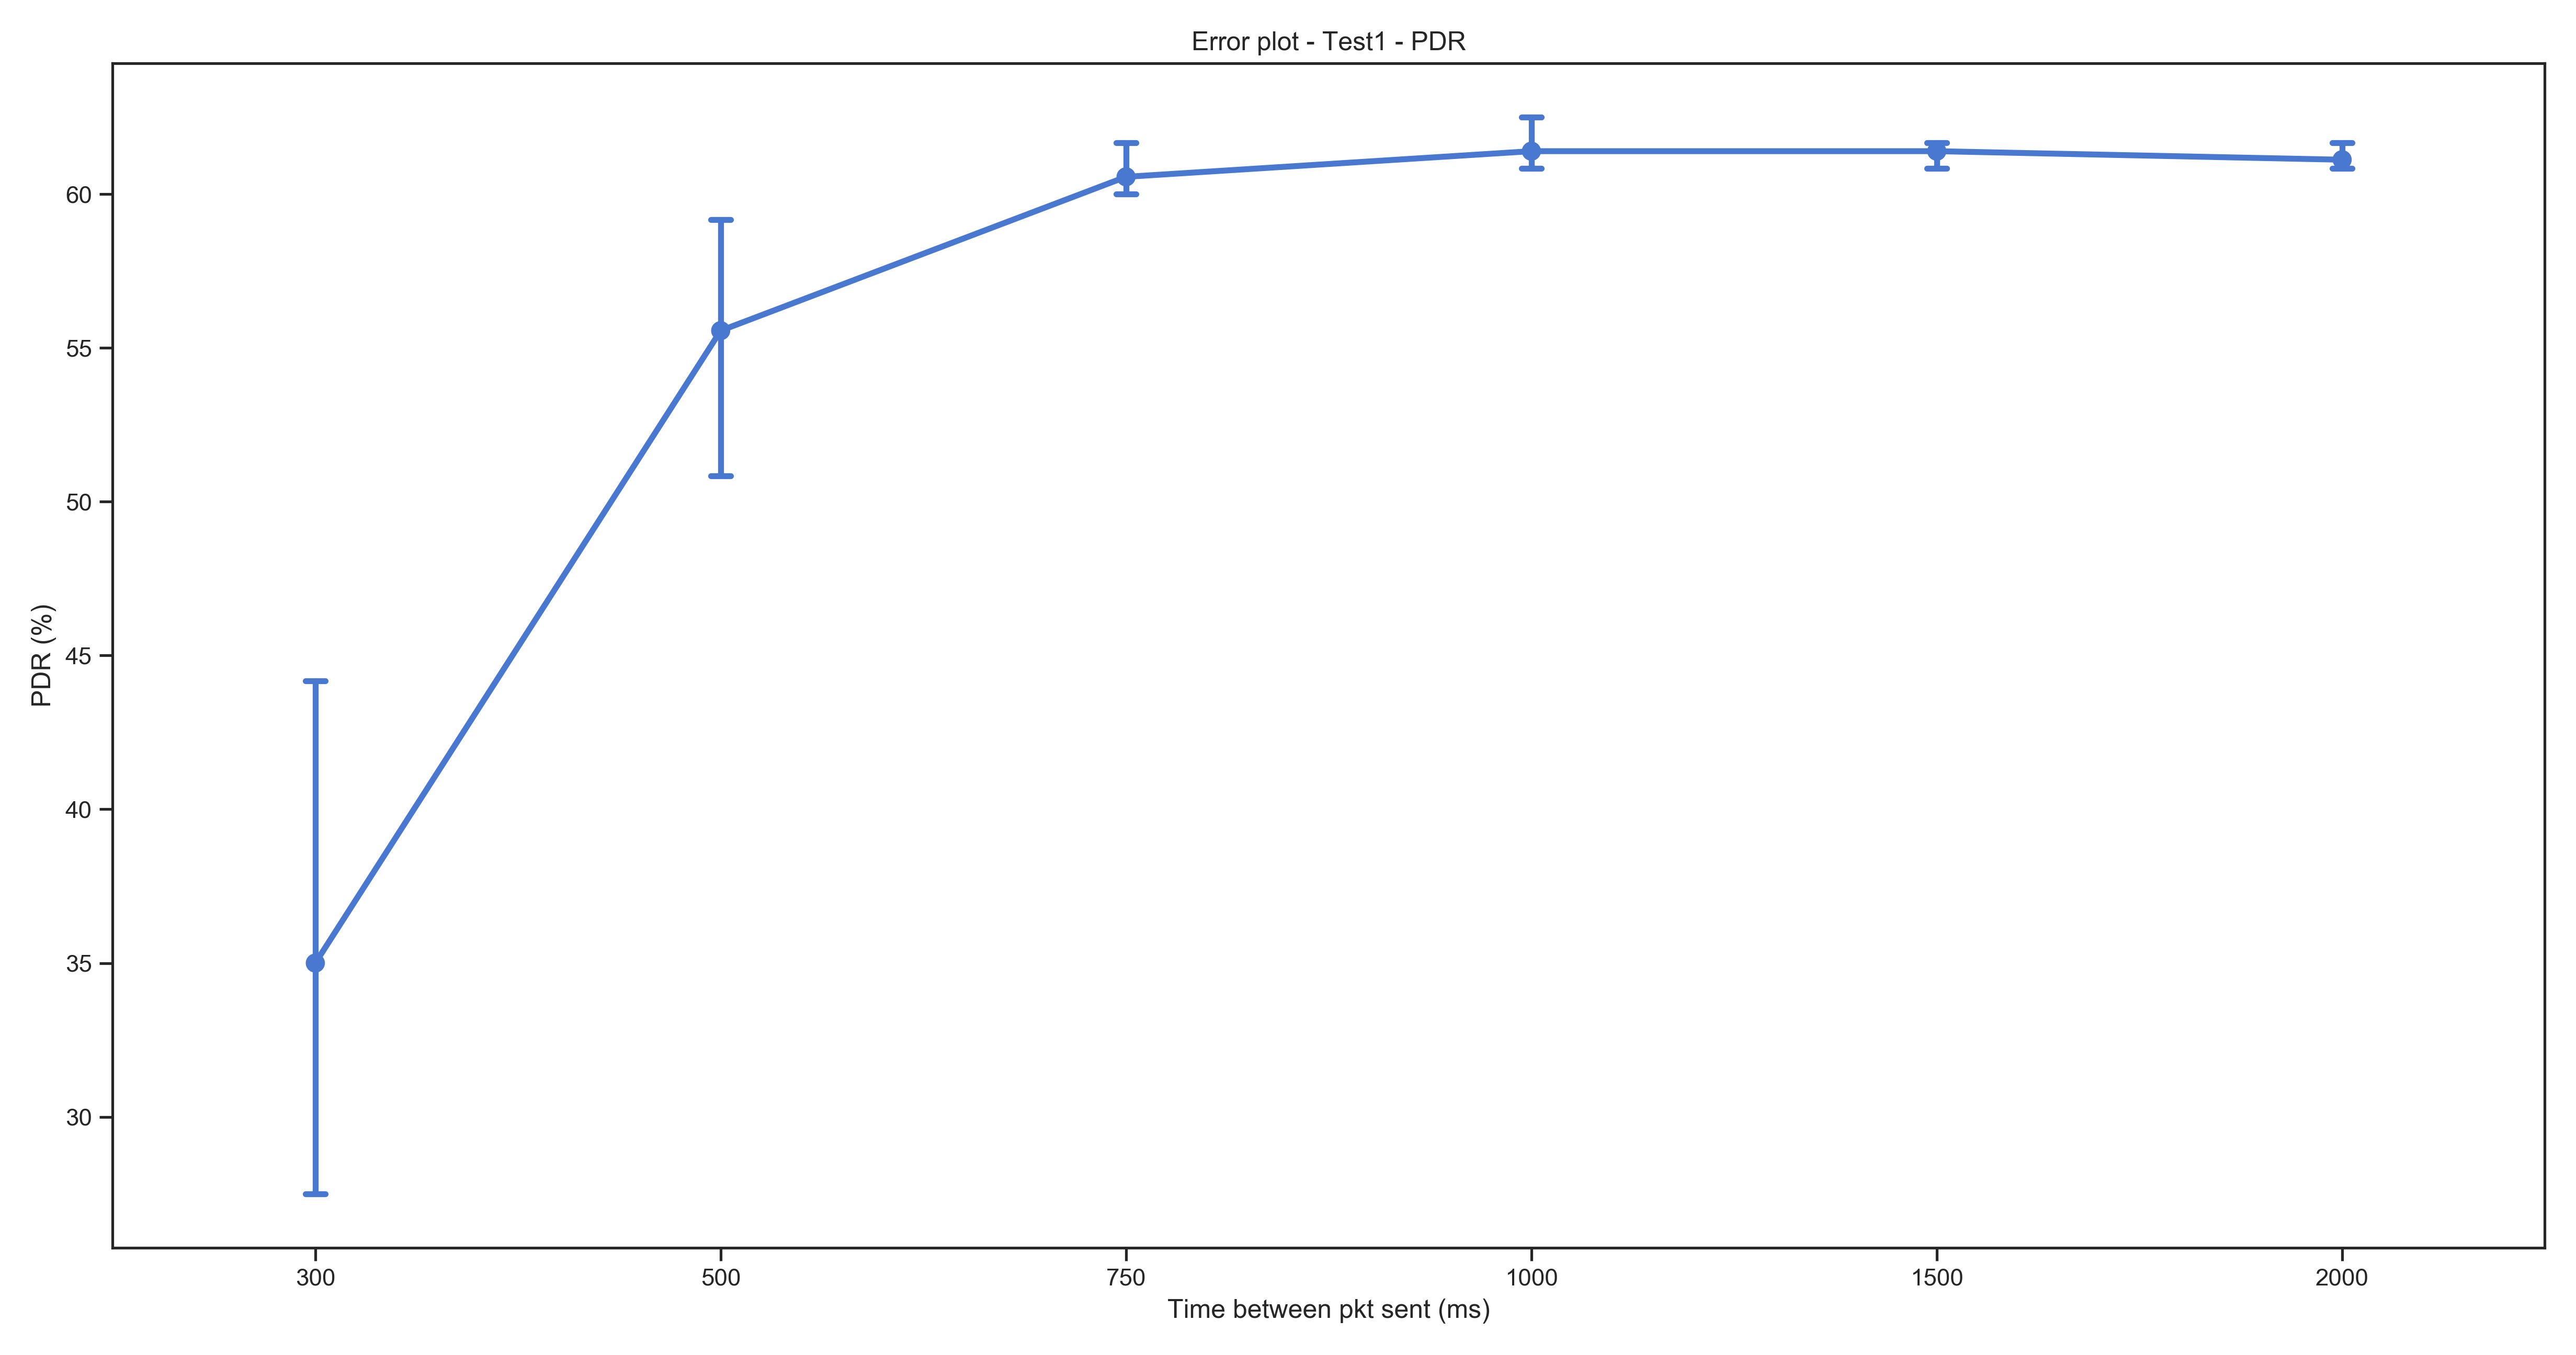 Error plot - Test1 - PDR
PDR (%)
60
55
50
45
40
35
30
300 500 750 1000 1500 2000
Time between pkt sent (ms)